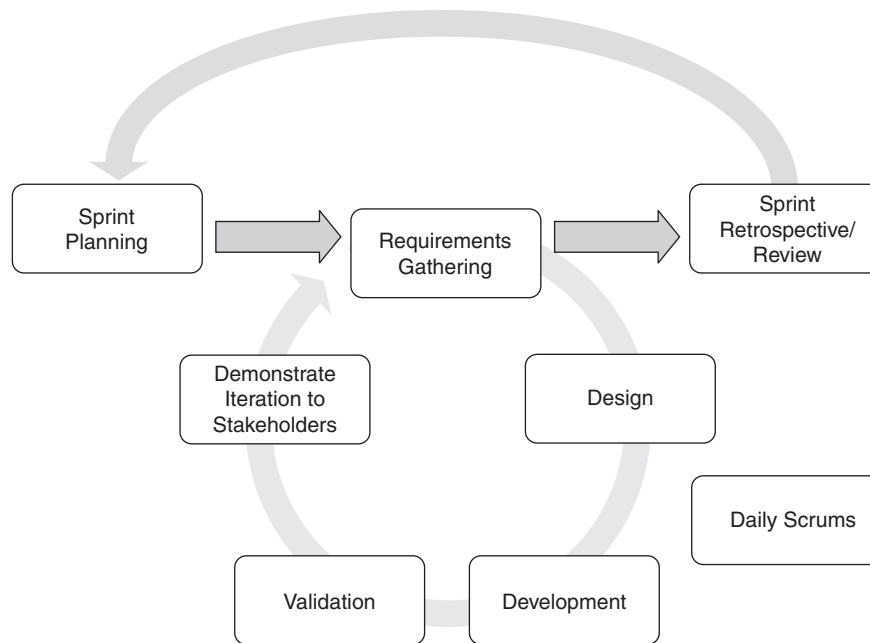 Sprint
Planning
Requirements
Gathering
Sprint
Retrospective/
Review
Demonstrate
Iteration to
Stakeholders
Design
Daily Scrums
Validation
Development